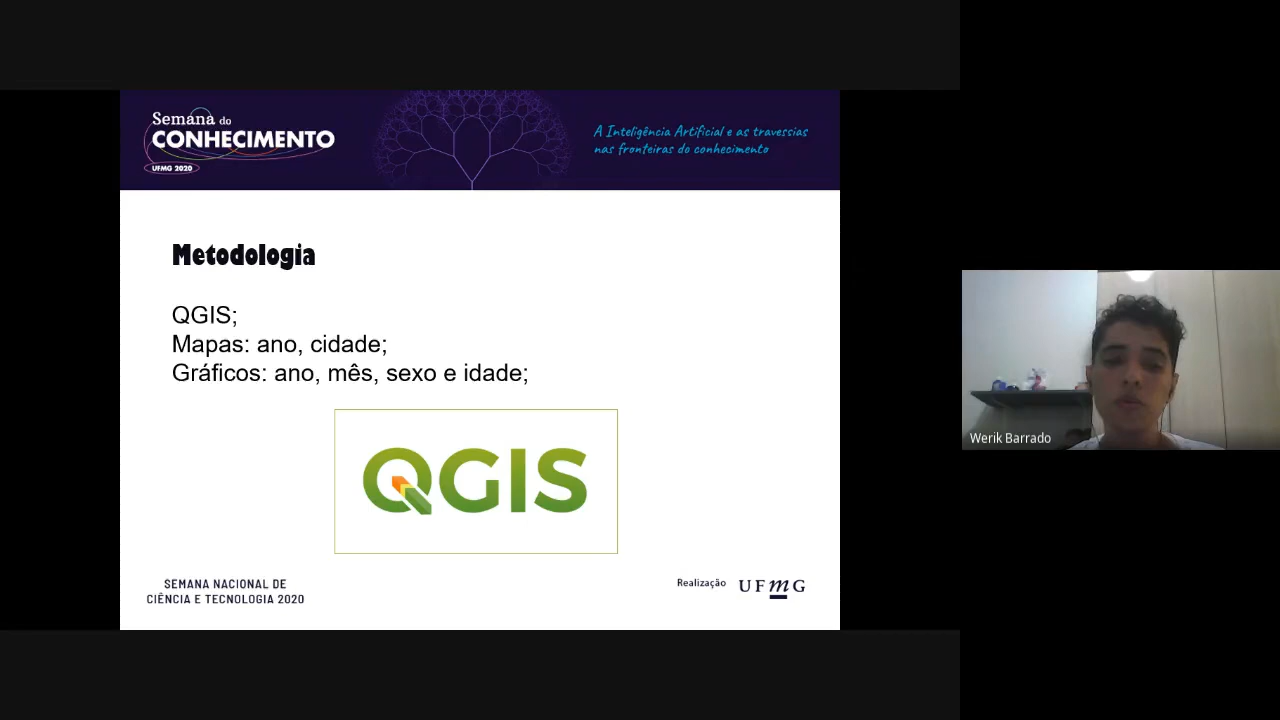 Semana do
CONHECIMENTO
UFMG 2020
A Inteligência Artificial e as travessias
nas fronteiras do conhecimento
Metodologia
QGIS;
Mapas: ano, cidade;
Gráficos: ano, mês, sexo e idade;
QGIS
SEMANA NACIONAL DE
CIÊNCIA E TECNOLOGIA 2020
Realização UFMG
Werik Barrado